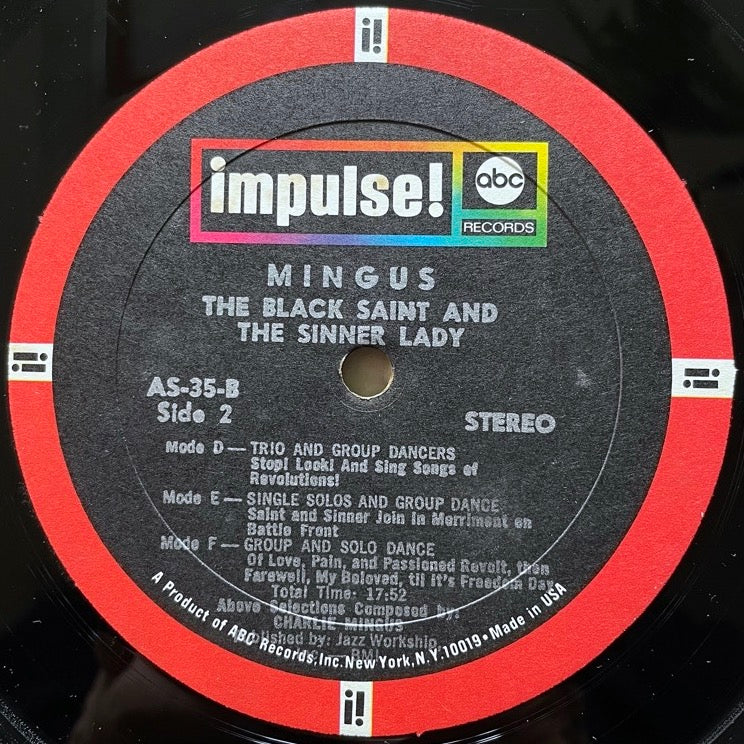 i!
impulse! abc
RECORDS
MINGUS
THE BLACK SAINT AND
THE SINNER LADY
AS-35-B
Side 2
STEREO
Mode D — TRIO AND GROUP DANCERS
Stop! Look! And Sing Songs of
Revolutions!
Mode E — SINGLE SOLOS AND GROUP DANCE
Saint and Sinner Join in Merriment on
Battle Front
Mode F — GROUP AND SOLO DANCE
Of Love, Pain, and Passioned Revolt, then
Farewell, My Beloved, til it's Freedom Day
Total Time: 17:52
Above Selections Composed by:
CHARLIE MINGUS
Published by: Jazz Workship
BMI
A Product of ABC Records, Inc. New York, N.Y. 10019 • Made in USA
i!
i!
i!